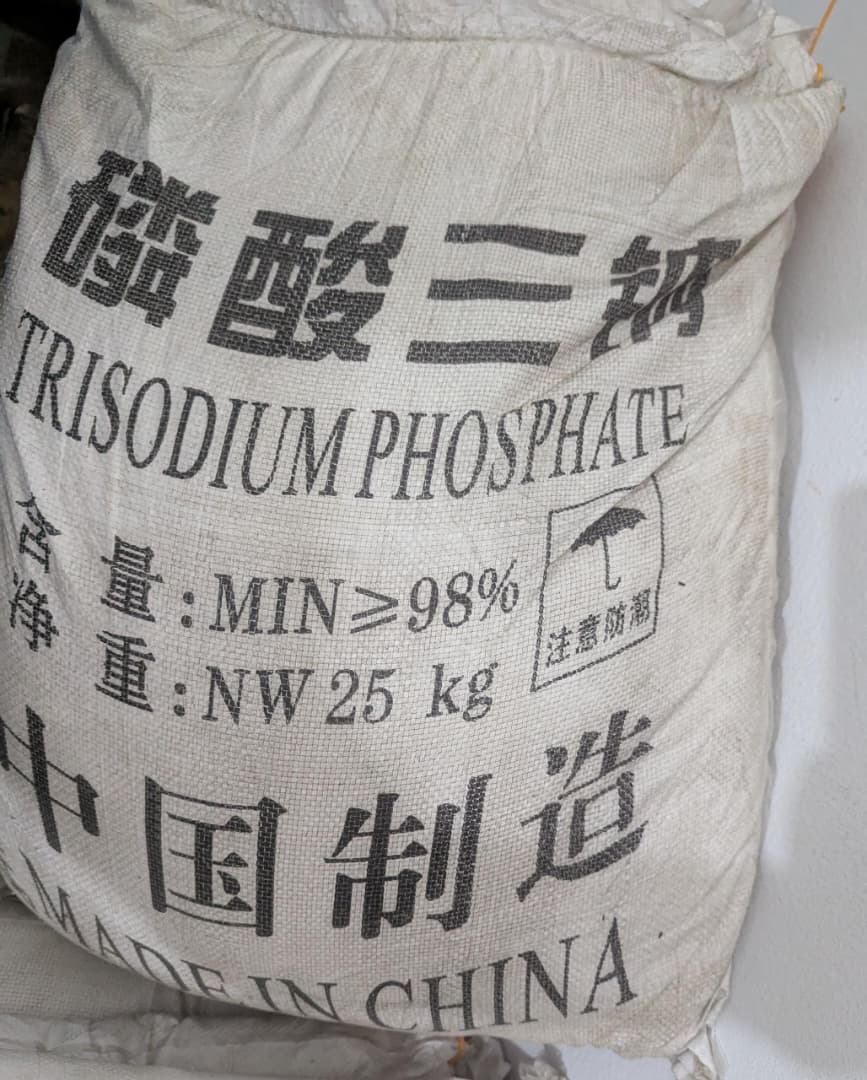 磷酸三钠
TRISODIUM PHOSPHATE
含量:MIN≥98%
净重:NW 25 kg
注意防潮
中国制造
MADE IN CHINA